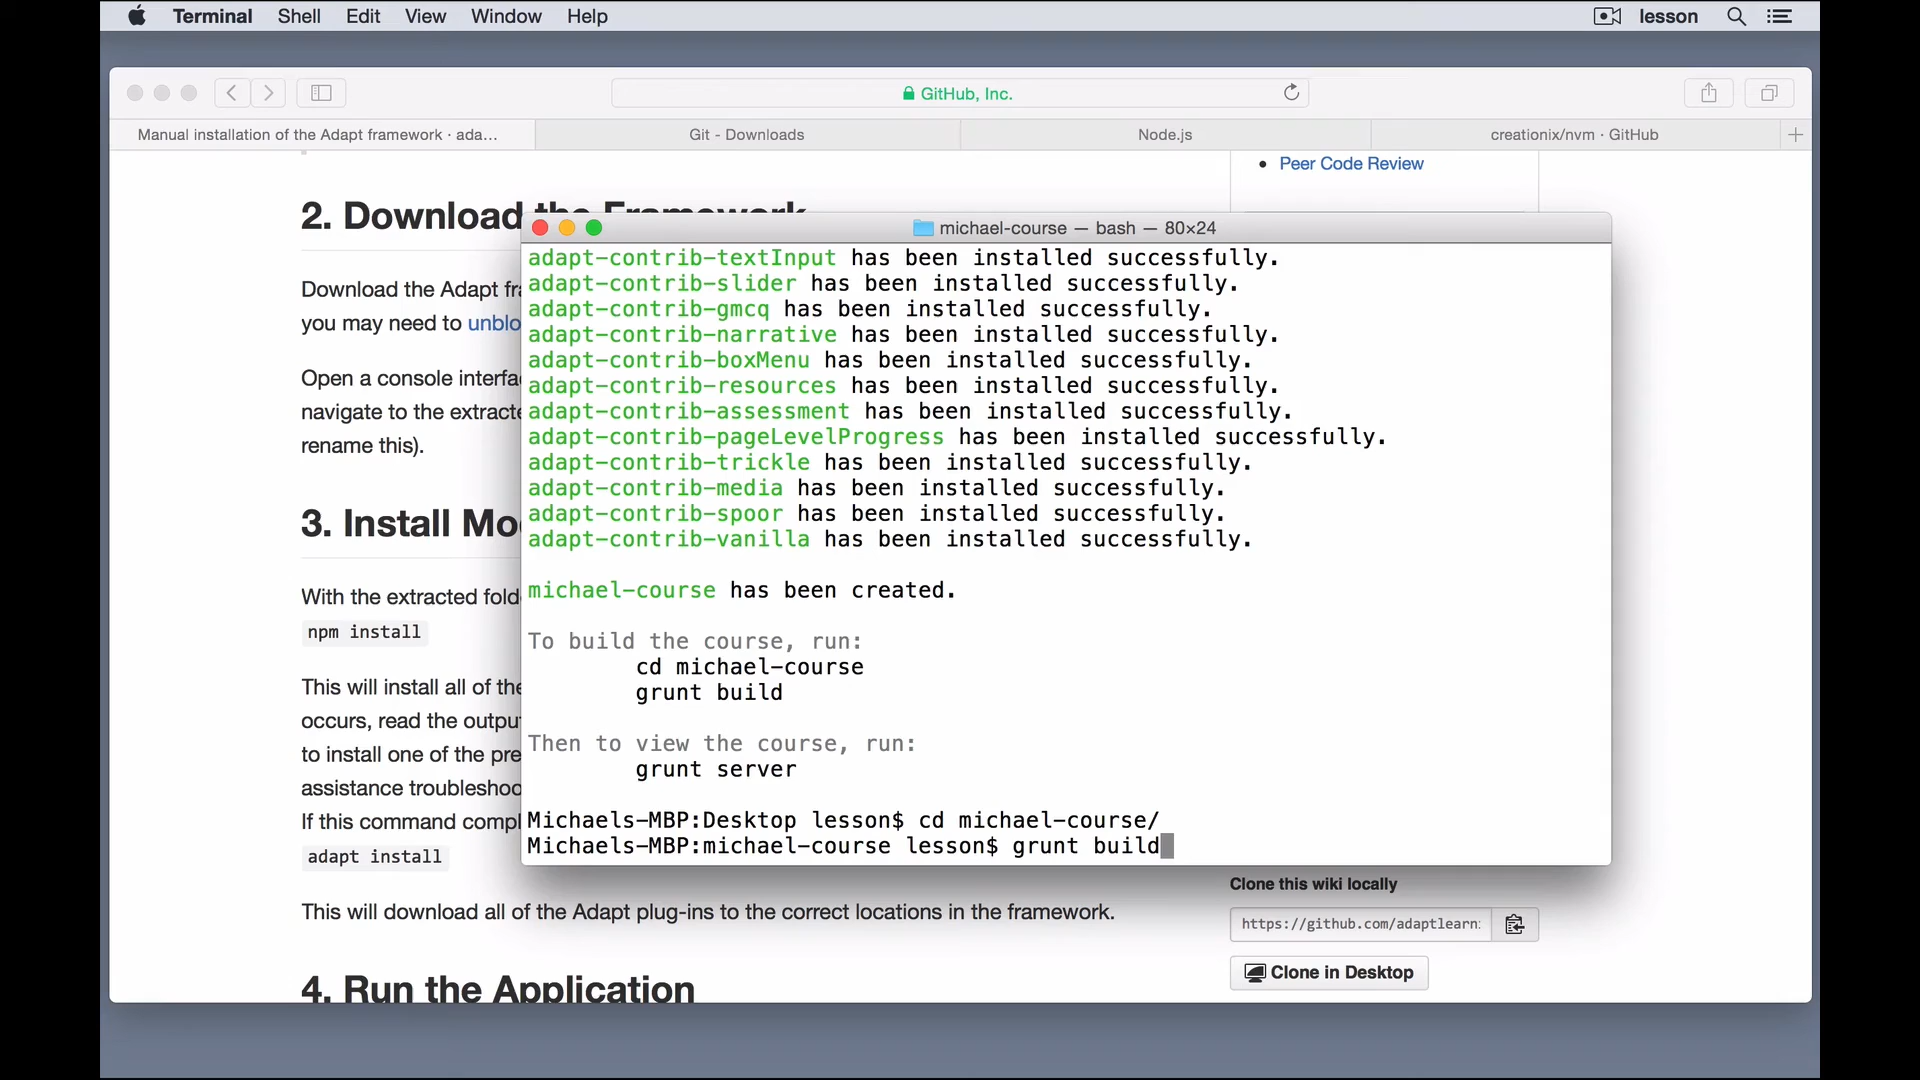 Terminal Shell Edit View Window Help lesson
GitHub, Inc.
Manual installation of the Adapt framework · ada… Git - Downloads Node.js creationix/nvm · GitHub
Peer Code Review
2. Download the Framework
Download the Adapt fra
you may need to unblo
Open a console interfa
navigate to the extracte
rename this).
3. Install Mo
With the extracted fold
npm install
This will install all of the
occurs, read the output
to install one of the pre
assistance troubleshoo
If this command compl
adapt install
This will download all of the Adapt plug-ins to the correct locations in the framework.
4. Run the Application
michael-course — bash — 80×24
adapt-contrib-textInput has been installed successfully.
adapt-contrib-slider has been installed successfully.
adapt-contrib-gmcq has been installed successfully.
adapt-contrib-narrative has been installed successfully.
adapt-contrib-boxMenu has been installed successfully.
adapt-contrib-resources has been installed successfully.
adapt-contrib-assessment has been installed successfully.
adapt-contrib-pageLevelProgress has been installed successfully.
adapt-contrib-trickle has been installed successfully.
adapt-contrib-media has been installed successfully.
adapt-contrib-spoor has been installed successfully.
adapt-contrib-vanilla has been installed successfully.
michael-course has been created.
To build the course, run:
cd michael-course
grunt build
Then to view the course, run:
grunt server
Michaels-MBP:Desktop lesson$ cd michael-course/
Michaels-MBP:michael-course lesson$ grunt build
Clone this wiki locally
https://github.com/adaptlearn
Clone in Desktop